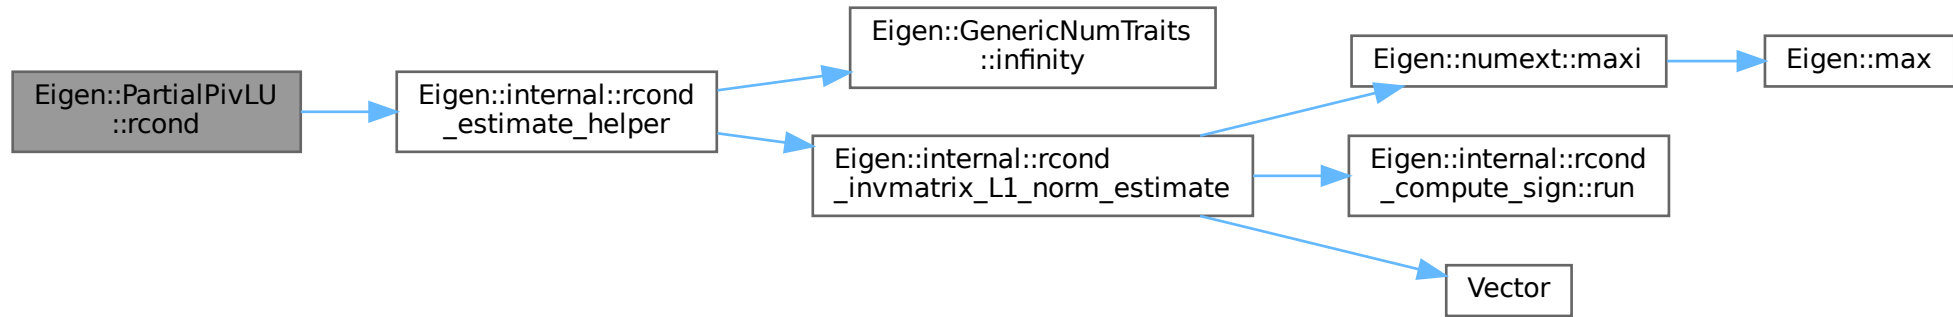 Eigen::PartialPivLU
::rcond
Eigen::internal::rcond
_estimate_helper
Eigen::GenericNumTraits
::infinity
Eigen::internal::rcond
_invmatrix_L1_norm_estimate
Eigen::numext::maxi
Eigen::max
Eigen::internal::rcond
_compute_sign::run
Vector